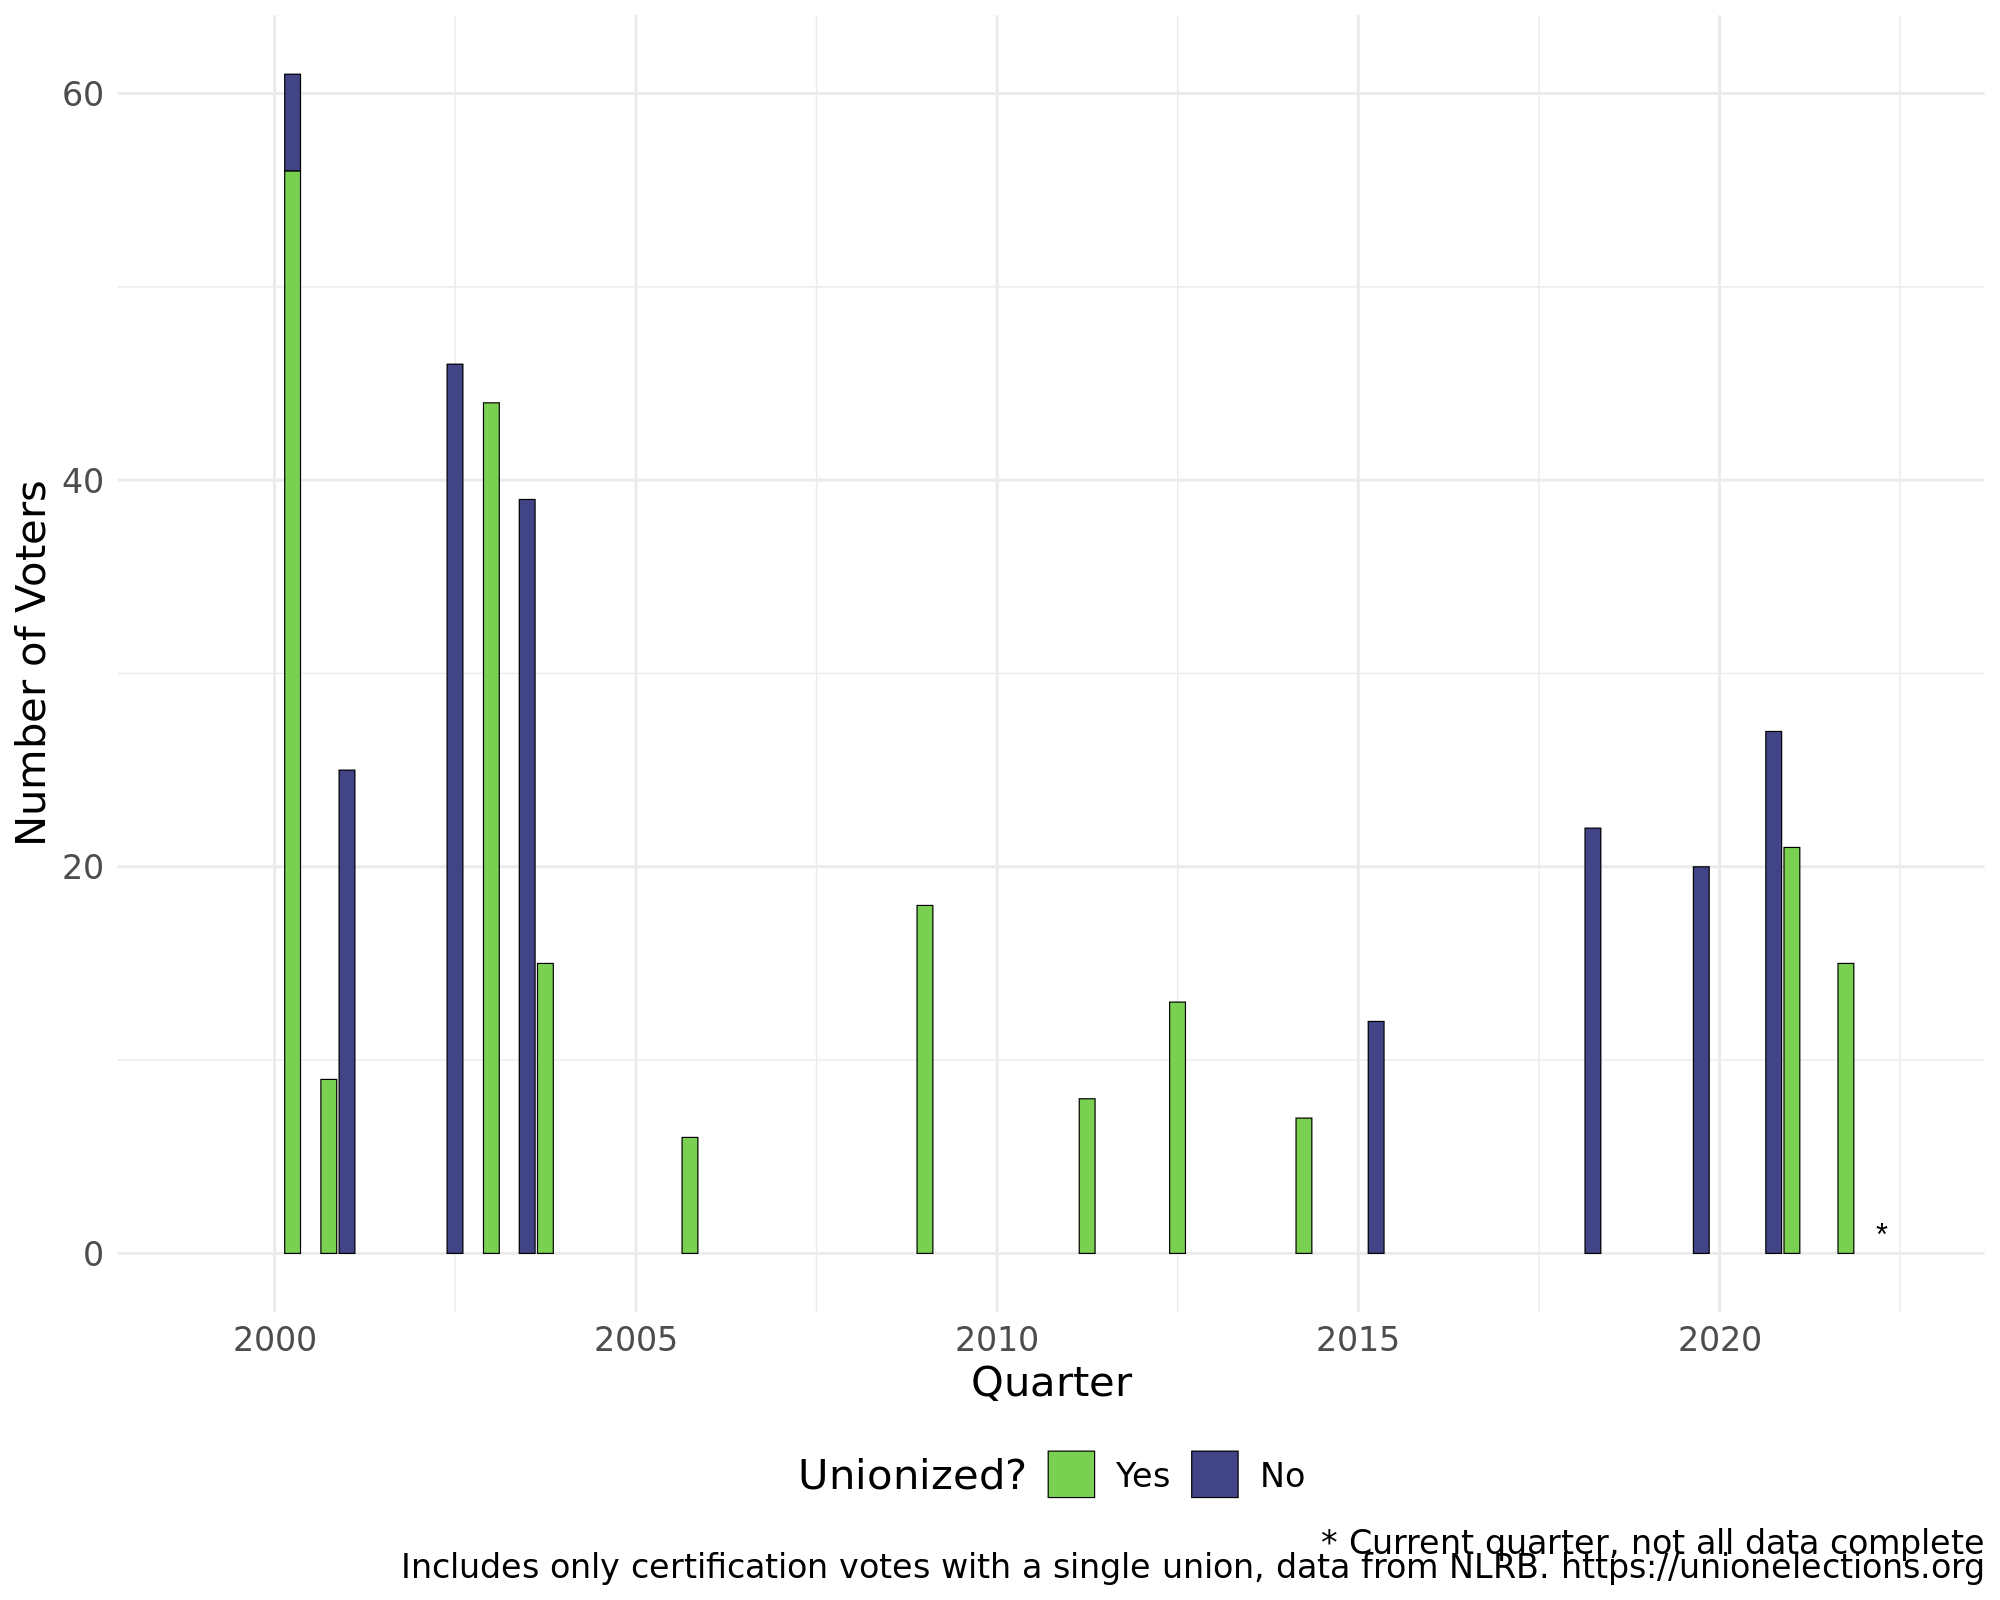 60
40
20
0
Number of Voters
*
2000 2005 2010 2015 2020
Quarter
Unionized? Yes No
* Current quarter, not all data complete
Includes only certification votes with a single union, data from NLRB. https://unionelections.org